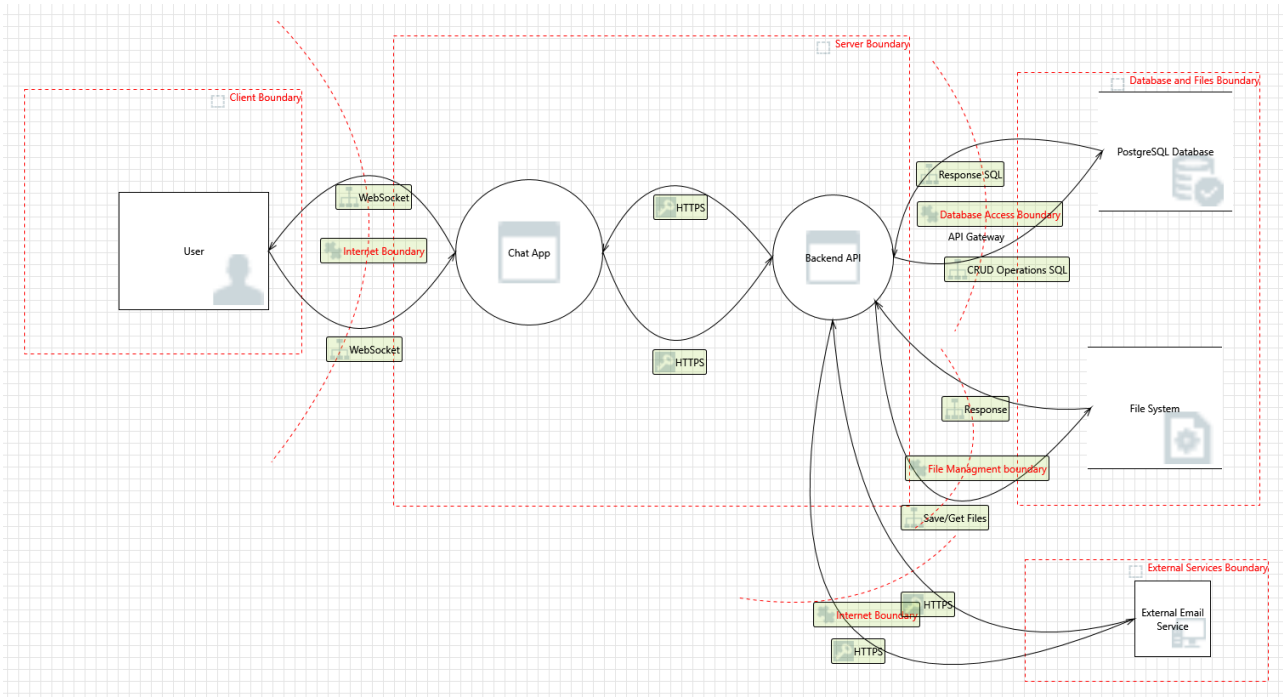 Server Boundary
Database and Files Boundary
Client Boundary
PostgreSQL Database
Response SQL
WebSocket
HTTPS
Database Access Boundary
API Gateway
User
Internet Boundary
Chat App
Backend API
CRUD Operations SQL
WebSocket
HTTPS
Response
File System
File Managment boundary
Save/Get Files
External Services Boundary
HTTPS
Internet Boundary
External Email
Service
HTTPS